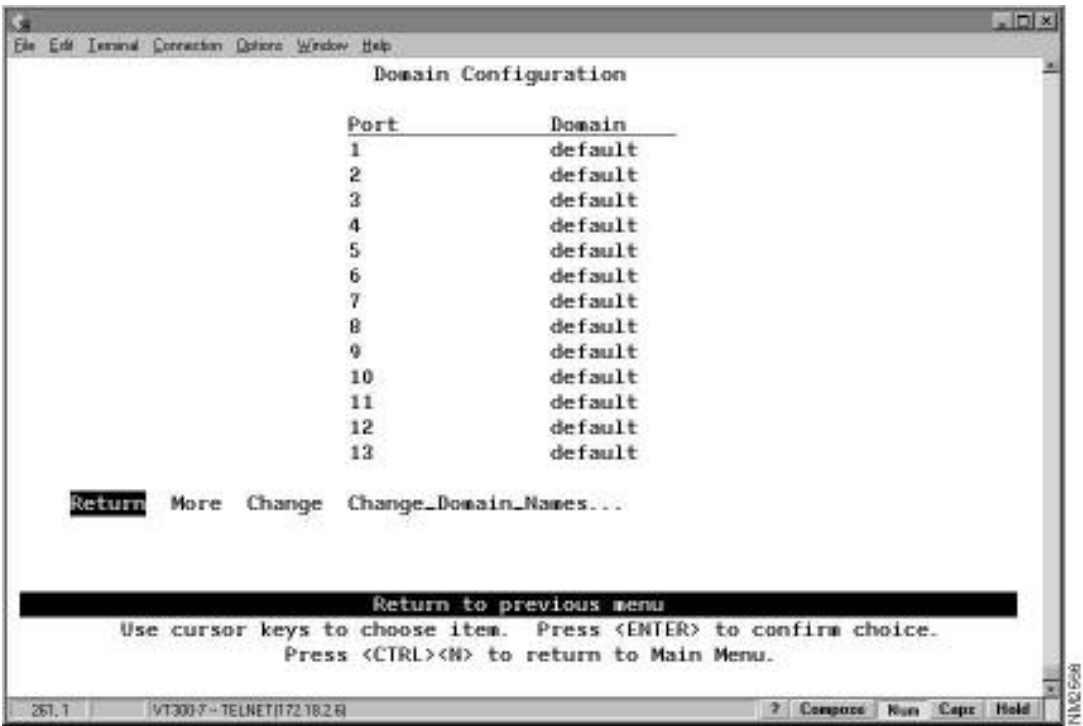 File Edit Terminal Connection Options Window Help
Domain Configuration
Port Domain
1 default
2 default
3 default
4 default
5 default
6 default
7 default
8 default
9 default
10 default
11 default
12 default
13 default
Return More Change Change_Domain_Names...
Return to previous menu
Use cursor keys to choose item. Press <ENTER> to confirm choice.
Press <CTRL><N> to return to Main Menu.
261, 1 VT300-7 -- TELNET(172.18.2.6) ? Compose Num Caps Hold
NM2568